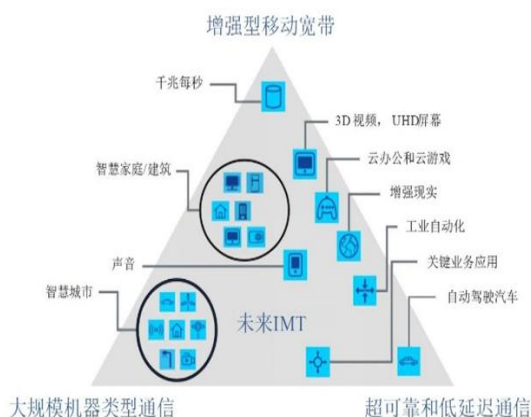 增强型移动宽带
千兆每秒
3D 视频， UHD屏幕
云办公和云游戏
智慧家庭/建筑
增强现实
工业自动化
关键业务应用
声音
智慧城市
自动驾驶汽车
未来IMT
大规模机器类型通信
超可靠和低延迟通信